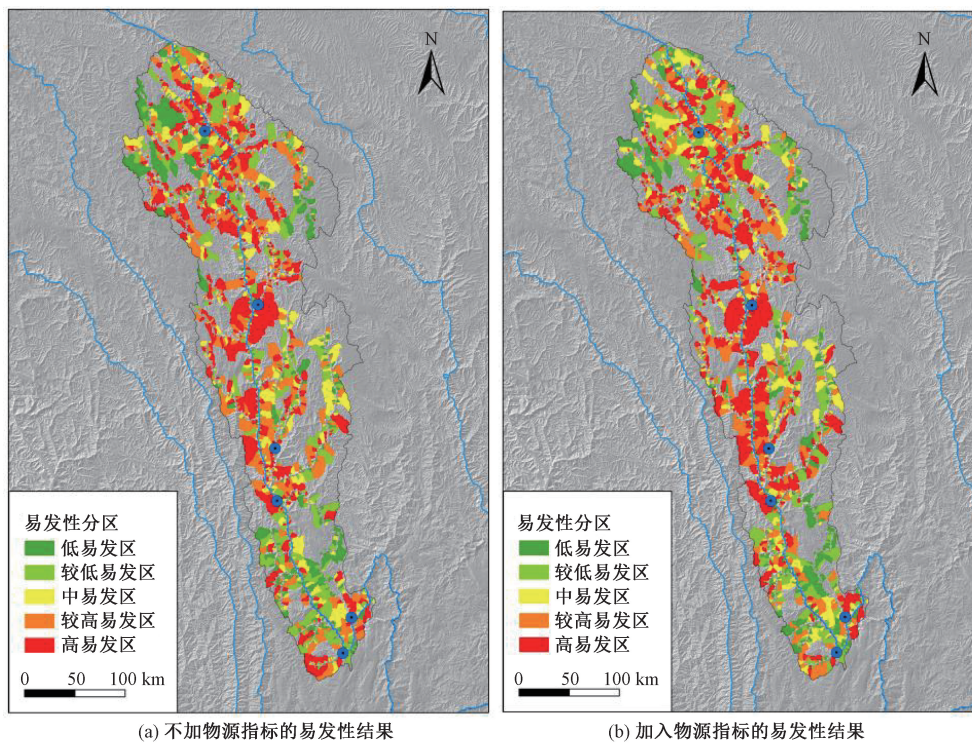 N
易发性分区
低易发区
较低易发区
中易发区
较高易发区
高易发区
0 50 100 km
(a) 不加物源指标的易发性结果
N
易发性分区
低易发区
较低易发区
中易发区
较高易发区
高易发区
0 50 100 km
(b) 加入物源指标的易发性结果